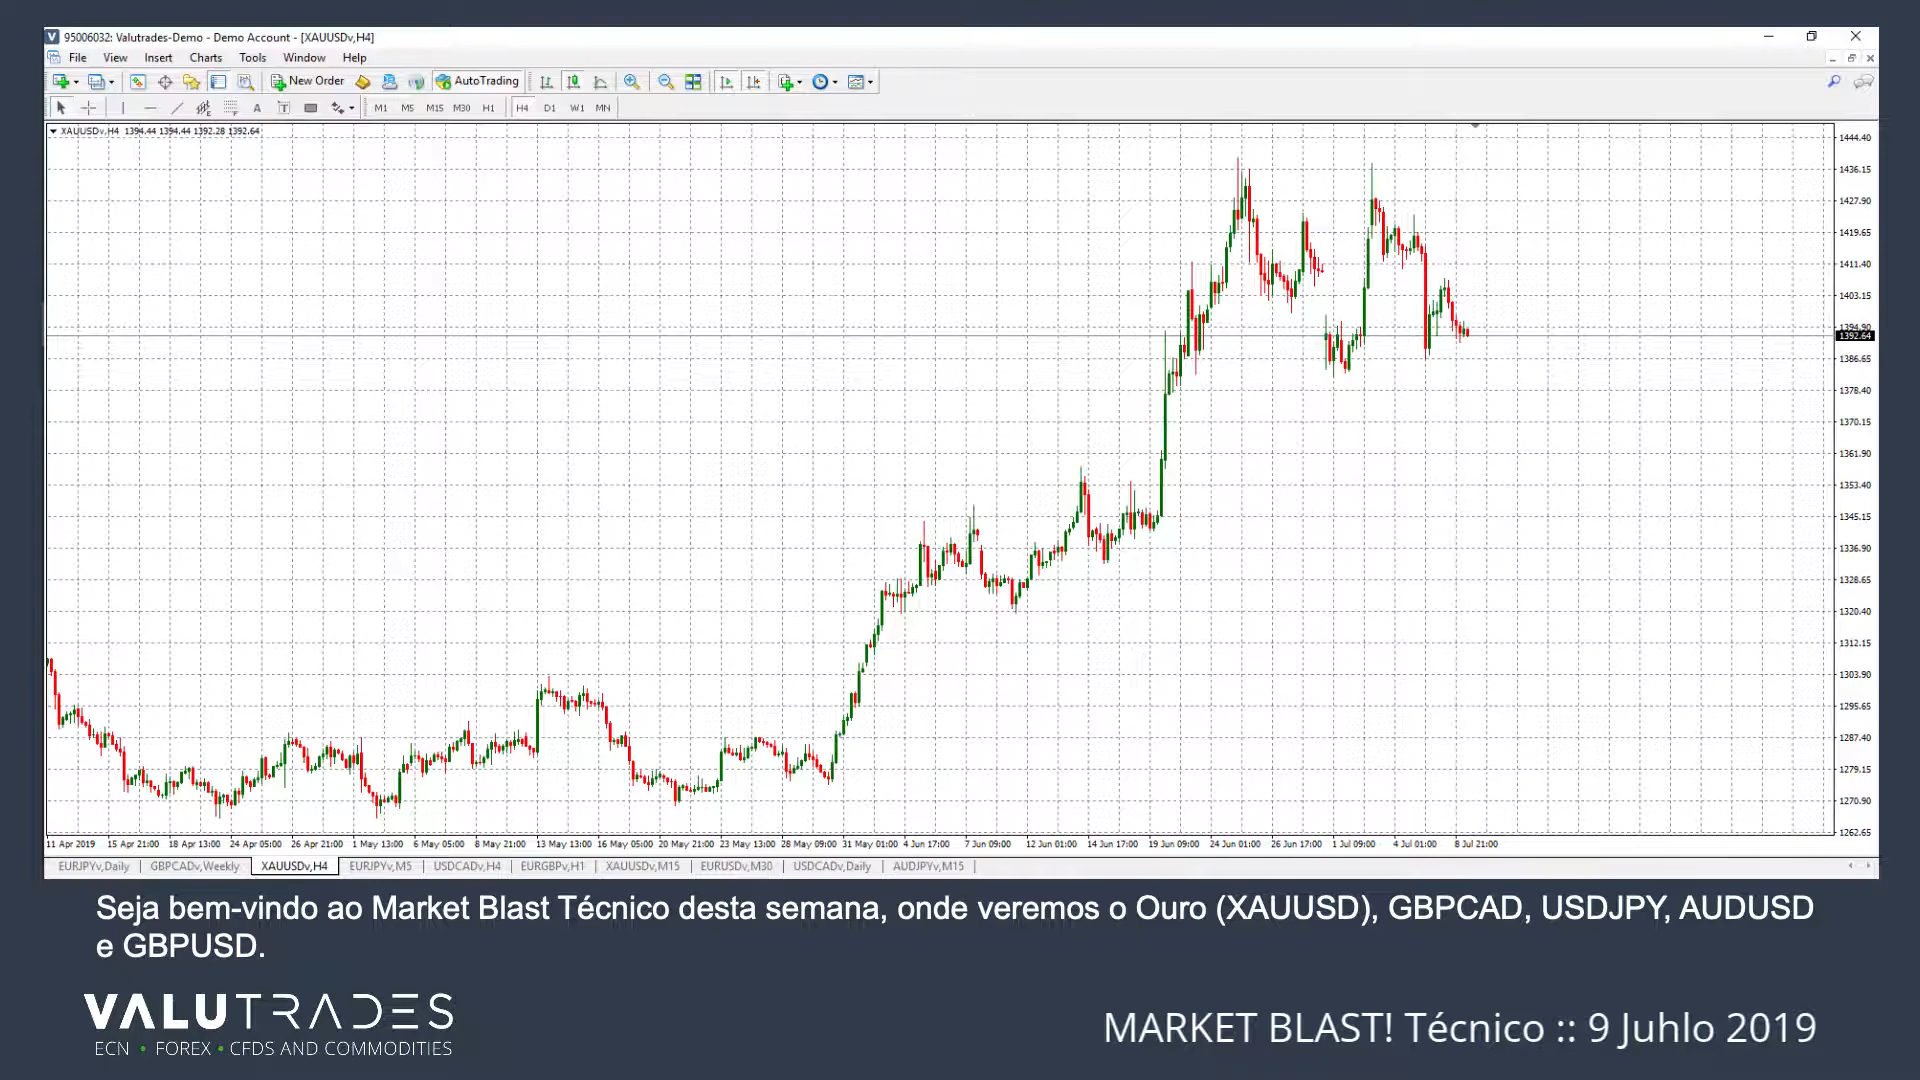 95006032: Valutrades-Demo - Demo Account - [XAUUSDv,H4]
File View Insert Charts Tools Window Help
New Order AutoTrading
A T M1 M5 M15 M30 H1 H4 D1 W1 MN
XAUUSDv,H4 1394.44 1394.44 1392.28 1392.64
1444.40
1436.15
1427.90
1419.65
1411.40
1403.15
1394.90
1392.64
1386.65
1378.40
1370.15
1361.90
1353.40
1345.15
1336.90
1328.65
1320.40
1312.15
1303.90
1295.65
1287.40
1279.15
1270.90
1262.65
11 Apr 2019 15 Apr 21:00 18 Apr 13:00 24 Apr 05:00 26 Apr 21:00 1 May 13:00 6 May 05:00 8 May 21:00 13 May 13:00 16 May 05:00 20 May 21:00 23 May 13:00 28 May 09:00 31 May 01:00 4 Jun 17:00 7 Jun 09:00 12 Jun 01:00 14 Jun 17:00 19 Jun 09:00 24 Jun 01:00 26 Jun 17:00 1 Jul 09:00 4 Jul 01:00 8 Jul 21:00
EURJPYv,Daily GBPCADv,Weekly XAUUSDv,H4 EURJPYv,M5 USDCADv,H4 EURGBPv,H1 XAUUSDv,M15 EURUSDv,M30 USDCADv,Daily AUDJPYv,M15
Seja bem-vindo ao Market Blast Técnico desta semana, onde veremos o Ouro (XAUUSD), GBPCAD, USDJPY, AUDUSD
e GBPUSD.
VALUTRADES
ECN • FOREX • CFDS AND COMMODITIES
MARKET BLAST! Técnico :: 9 Juhlo 2019